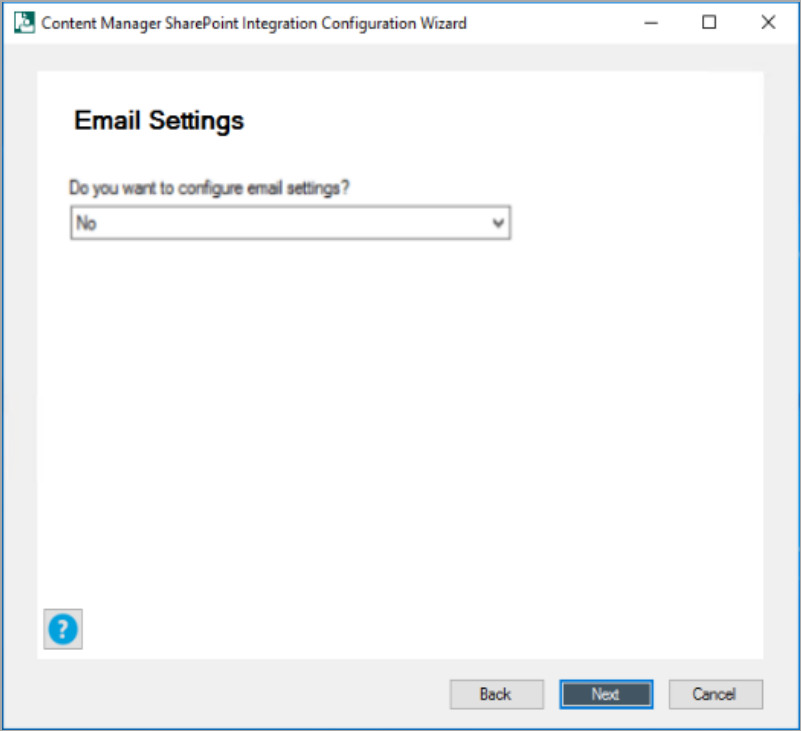 Content Manager SharePoint Integration Configuration Wizard
Email Settings
Do you want to configure email settings?
No
?
Back
Next
Cancel